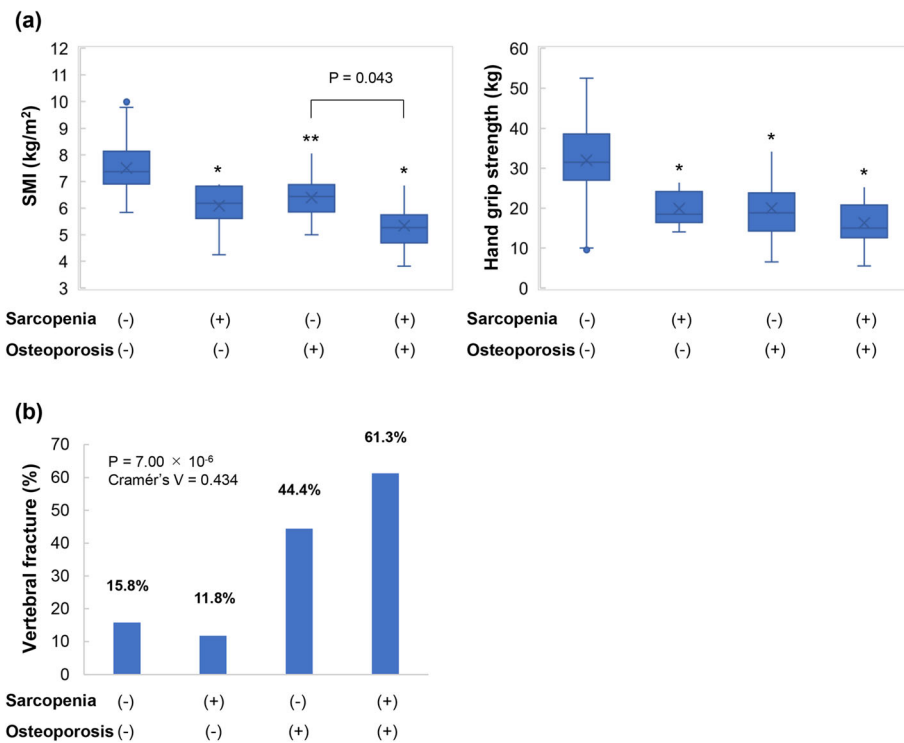 (a)
SMI (kg/m²)
12
11
10
9
8
7
6
5
4
3
P = 0.043
*
**
*
Sarcopenia (-) (+) (-) (+)
Osteoporosis (-) (-) (+) (+)
Hand grip strength (kg)
60
50
40
30
20
10
0
*
*
*
Sarcopenia (-) (+) (-) (+)
Osteoporosis (-) (-) (+) (+)
(b)
Vertebral fracture (%)
70
60
50
40
30
20
10
0
P = 7.00 × 10⁻⁶
Cramér's V = 0.434
15.8%
11.8%
44.4%
61.3%
Sarcopenia (-) (+) (-) (+)
Osteoporosis (-) (-) (+) (+)